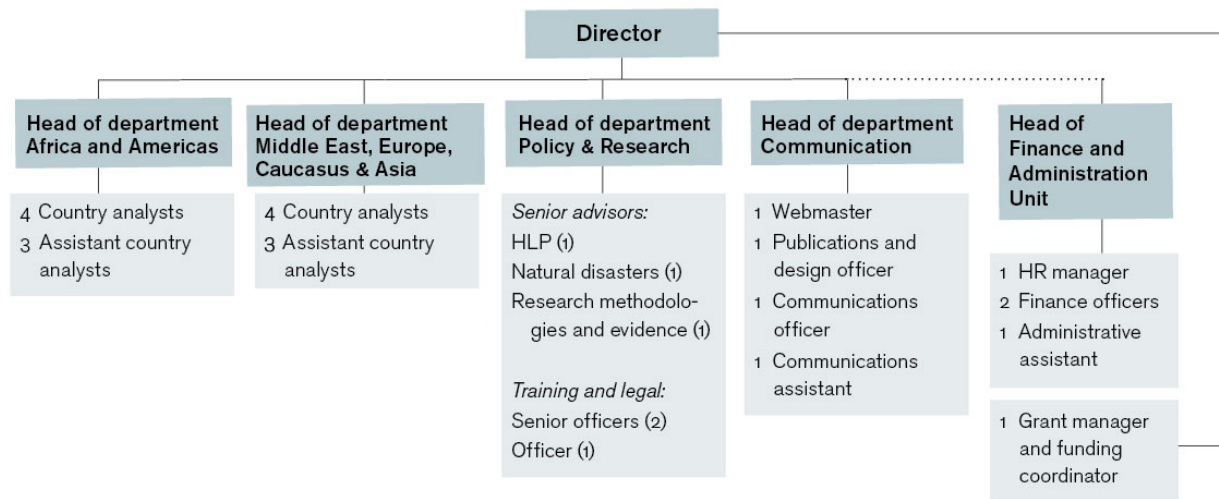 Director
Head of department
Africa and Americas
4 Country analysts
3 Assistant country
analysts
Head of department
Middle East, Europe,
Caucasus & Asia
4 Country analysts
3 Assistant country
analysts
Head of department
Policy & Research
Senior advisors:
HLP (1)
Natural disasters (1)
Research methodolo-
gies and evidence (1)
Training and legal:
Senior officers (2)
Officer (1)
Head of department
Communication
1 Webmaster
1 Publications and
design officer
1 Communications
officer
1 Communications
assistant
Head of
Finance and
Administration
Unit
1 HR manager
2 Finance officers
1 Administrative
assistant
1 Grant manager
and funding
coordinator